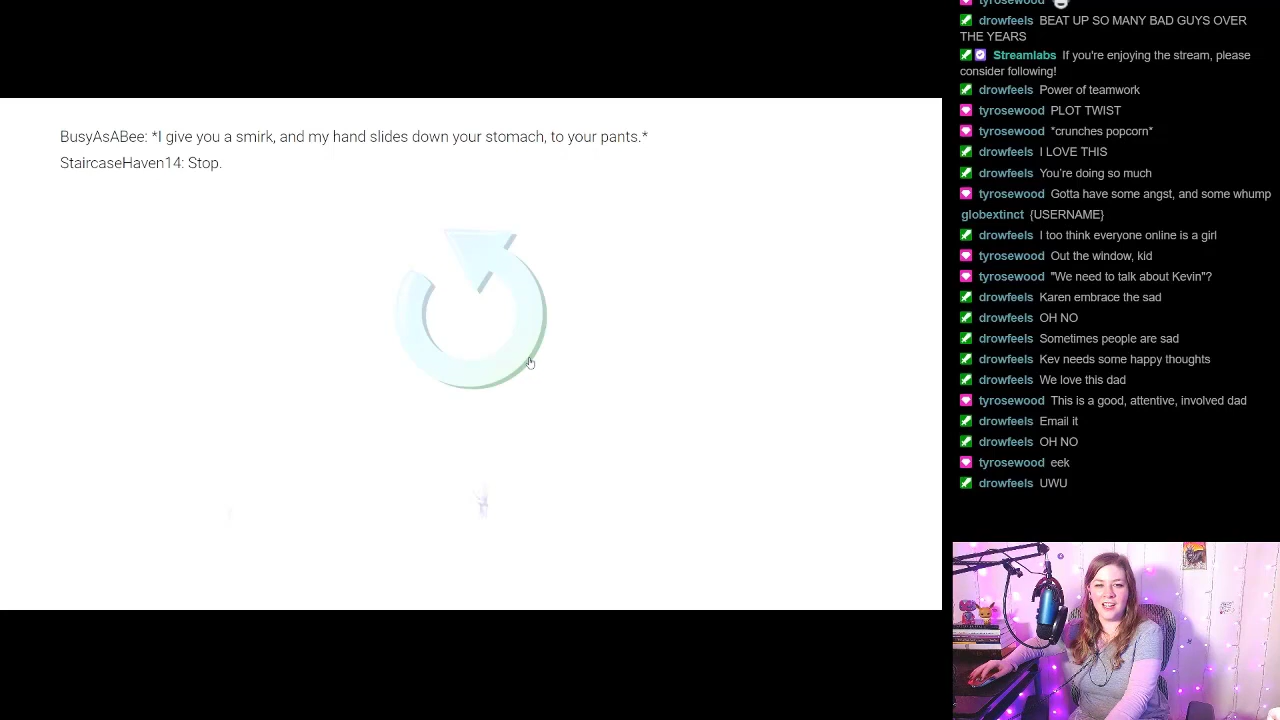 BusyAsABee: *I give you a smirk, and my hand slides down your stomach, to your pants.*
StaircaseHaven14: Stop.
tyrosewood
drowfeels BEAT UP SO MANY BAD GUYS OVER
THE YEARS
Streamlabs If you're enjoying the stream, please
consider following!
drowfeels Power of teamwork
tyrosewood PLOT TWIST
tyrosewood *crunches popcorn*
drowfeels I LOVE THIS
drowfeels You're doing so much
tyrosewood Gotta have some angst, and some whump
globextinct {USERNAME}
drowfeels I too think everyone online is a girl
tyrosewood Out the window, kid
tyrosewood "We need to talk about Kevin"?
drowfeels Karen embrace the sad
drowfeels OH NO
drowfeels Sometimes people are sad
drowfeels Kev needs some happy thoughts
drowfeels We love this dad
tyrosewood This is a good, attentive, involved dad
drowfeels Email it
drowfeels OH NO
tyrosewood eek
drowfeels UWU